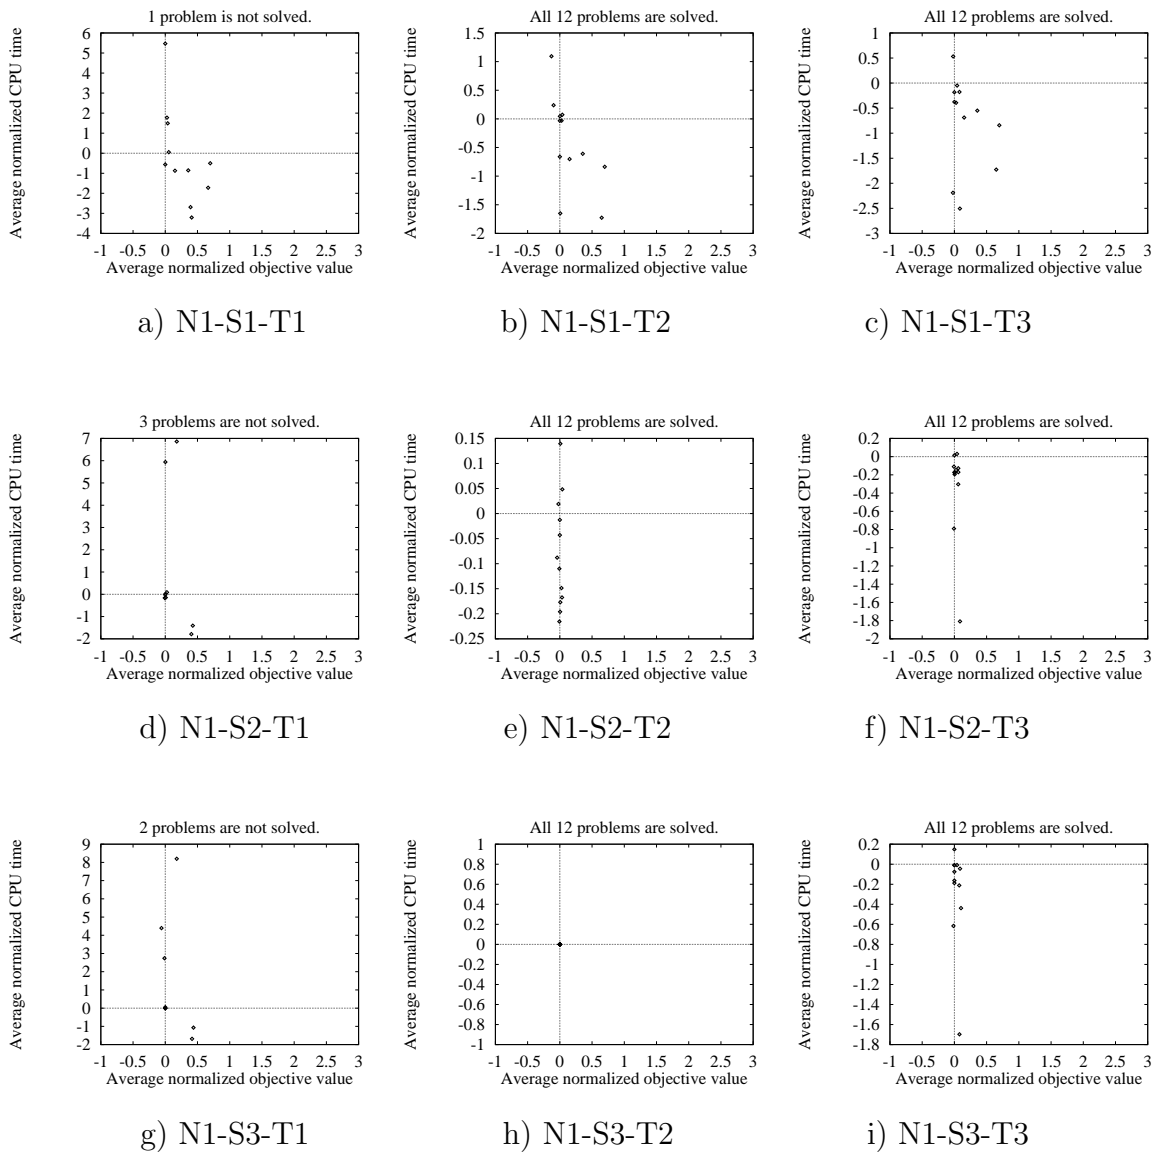 1 problem is not solved.
Average normalized CPU time
6
5
4
3
2
1
0
-1
-2
-3
-4
-1 -0.5 0 0.5 1 1.5 2 2.5 3
Average normalized objective value
a) N1-S1-T1
All 12 problems are solved.
Average normalized CPU time
1.5
1
0.5
0
-0.5
-1
-1.5
-2
-1 -0.5 0 0.5 1 1.5 2 2.5 3
Average normalized objective value
b) N1-S1-T2
All 12 problems are solved.
Average normalized CPU time
1
0.5
0
-0.5
-1
-1.5
-2
-2.5
-3
-1 -0.5 0 0.5 1 1.5 2 2.5 3
Average normalized objective value
c) N1-S1-T3
3 problems are not solved.
Average normalized CPU time
7
6
5
4
3
2
1
0
-1
-2
-1 -0.5 0 0.5 1 1.5 2 2.5 3
Average normalized objective value
d) N1-S2-T1
All 12 problems are solved.
Average normalized CPU time
0.15
0.1
0.05
0
-0.05
-0.1
-0.15
-0.2
-0.25
-1 -0.5 0 0.5 1 1.5 2 2.5 3
Average normalized objective value
e) N1-S2-T2
All 12 problems are solved.
Average normalized CPU time
0.2
0
-0.2
-0.4
-0.6
-0.8
-1
-1.2
-1.4
-1.6
-1.8
-2
-1 -0.5 0 0.5 1 1.5 2 2.5 3
Average normalized objective value
f) N1-S2-T3
2 problems are not solved.
Average normalized CPU time
9
8
7
6
5
4
3
2
1
0
-1
-2
-1 -0.5 0 0.5 1 1.5 2 2.5 3
Average normalized objective value
g) N1-S3-T1
All 12 problems are solved.
Average normalized CPU time
1
0.8
0.6
0.4
0.2
0
-0.2
-0.4
-0.6
-0.8
-1
-1 -0.5 0 0.5 1 1.5 2 2.5 3
Average normalized objective value
h) N1-S3-T2
All 12 problems are solved.
Average normalized CPU time
0.2
0
-0.2
-0.4
-0.6
-0.8
-1
-1.2
-1.4
-1.6
-1.8
-1 -0.5 0 0.5 1 1.5 2 2.5 3
Average normalized objective value
i) N1-S3-T3